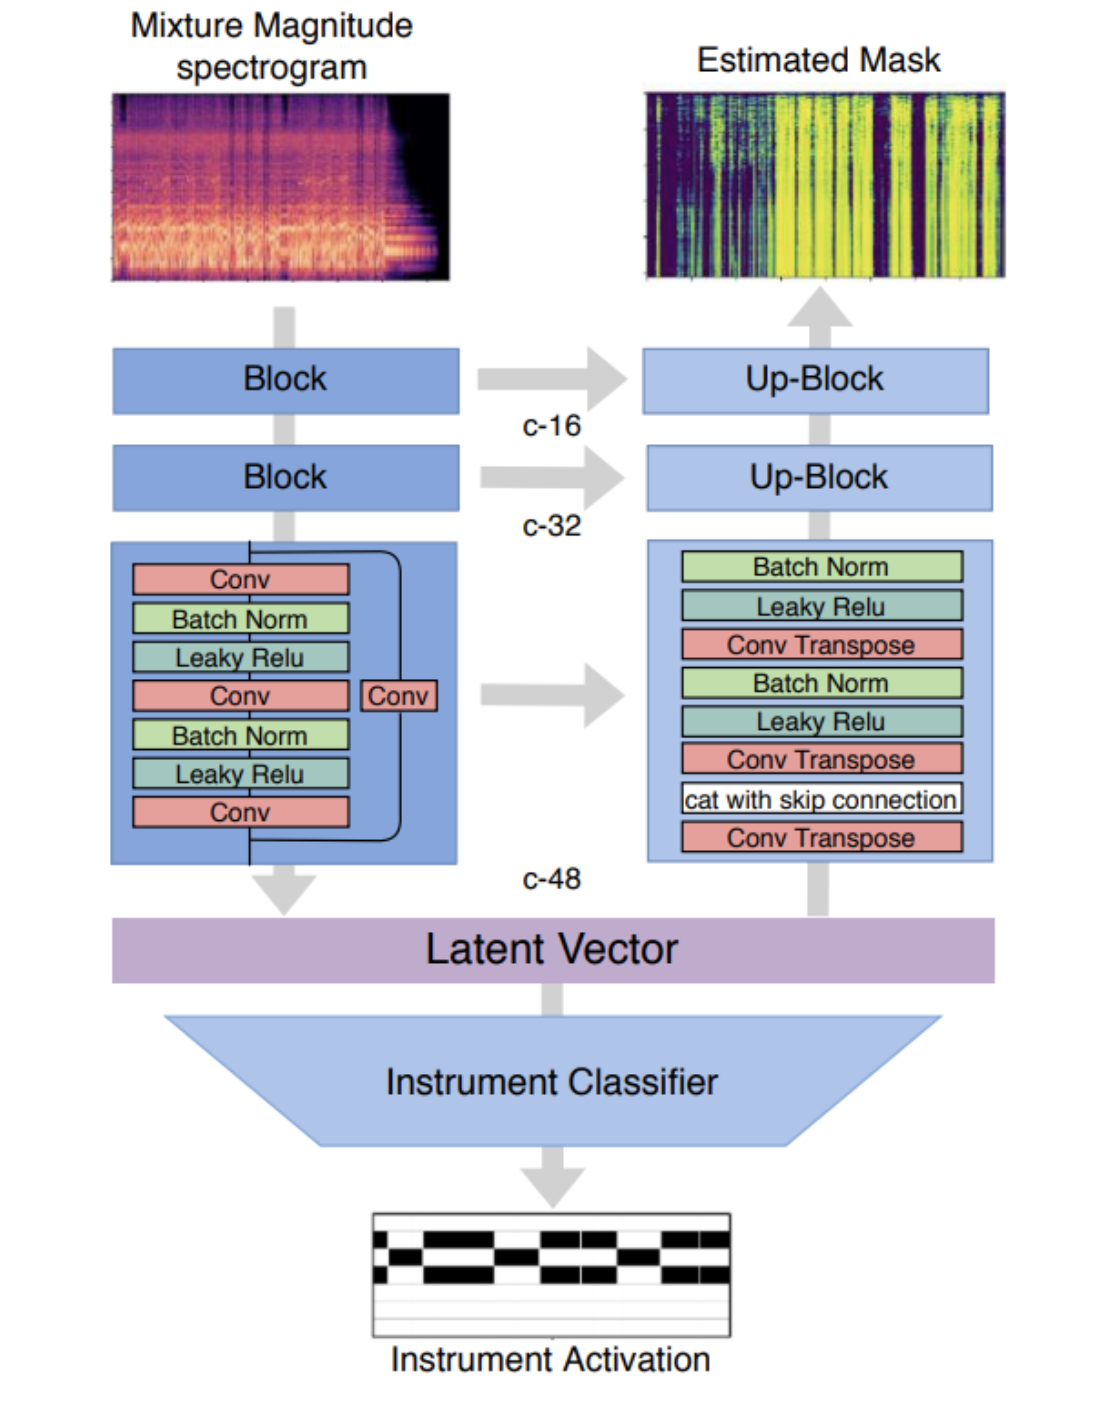 Mixture Magnitude
spectrogram
Estimated Mask
Block
Up-Block
c-16
Block
Up-Block
c-32
Conv
Batch Norm
Leaky Relu
Conv
Conv
Batch Norm
Leaky Relu
Conv
Batch Norm
Leaky Relu
Conv Transpose
Batch Norm
Leaky Relu
Conv Transpose
cat with skip connection
Conv Transpose
c-48
Latent Vector
Instrument Classifier
Instrument Activation